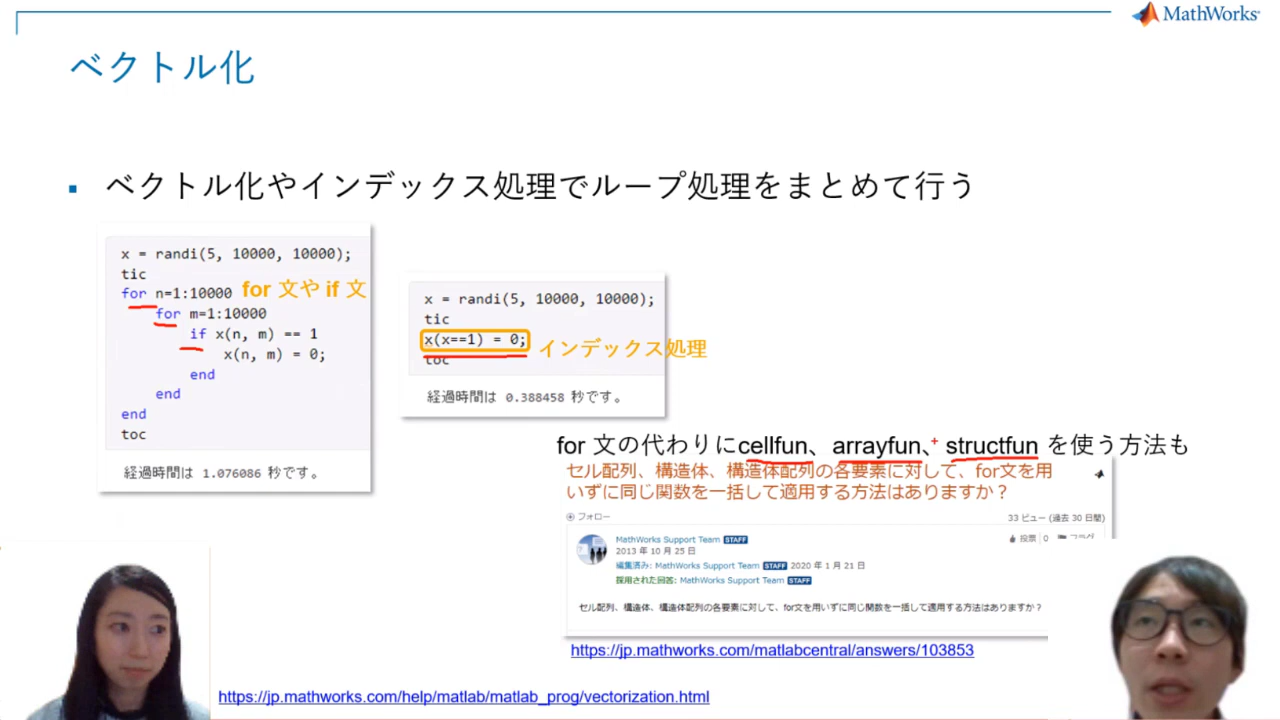 MathWorks®
ベクトル化
▪ ベクトル化やインデックス処理でループ処理をまとめて行う
x = randi(5, 10000, 10000);
tic
for n=1:10000 for 文や if 文
for m=1:10000
if x(n, m) == 1
x(n, m) = 0;
end
end
end
toc
経過時間は 1.076086 秒です。
x = randi(5, 10000, 10000);
tic
x(x==1) = 0; インデックス処理
toc
経過時間は 0.388458 秒です。
for 文の代わりにcellfun、arrayfun、structfun を使う方法も
セル配列、構造体、構造体配列の各要素に対して、for文を用
いずに同じ関数を一括して適用する方法はありますか？
フォロー 33 ビュー (過去 30 日間)
MathWorks Support Team STAFF 投票 0 フラグ
2013 年 10 月 25 日
編集済み: MathWorks Support Team STAFF 2020 年 1 月 21 日
採用された回答: MathWorks Support Team STAFF
セル配列、構造体、構造体配列の各要素に対して、for文を用いずに同じ関数を一括して適用する方法はありますか？
https://jp.mathworks.com/matlabcentral/answers/103853
https://jp.mathworks.com/help/matlab/matlab_prog/vectorization.html